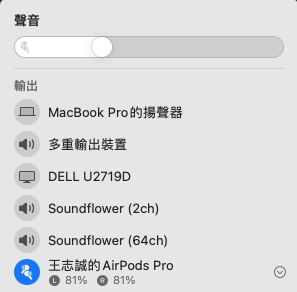 聲音
輸出
MacBook Pro的揚聲器
多重輸出裝置
DELL U2719D
Soundflower (2ch)
Soundflower (64ch)
王志誠的AirPods Pro
L 81% R 81%